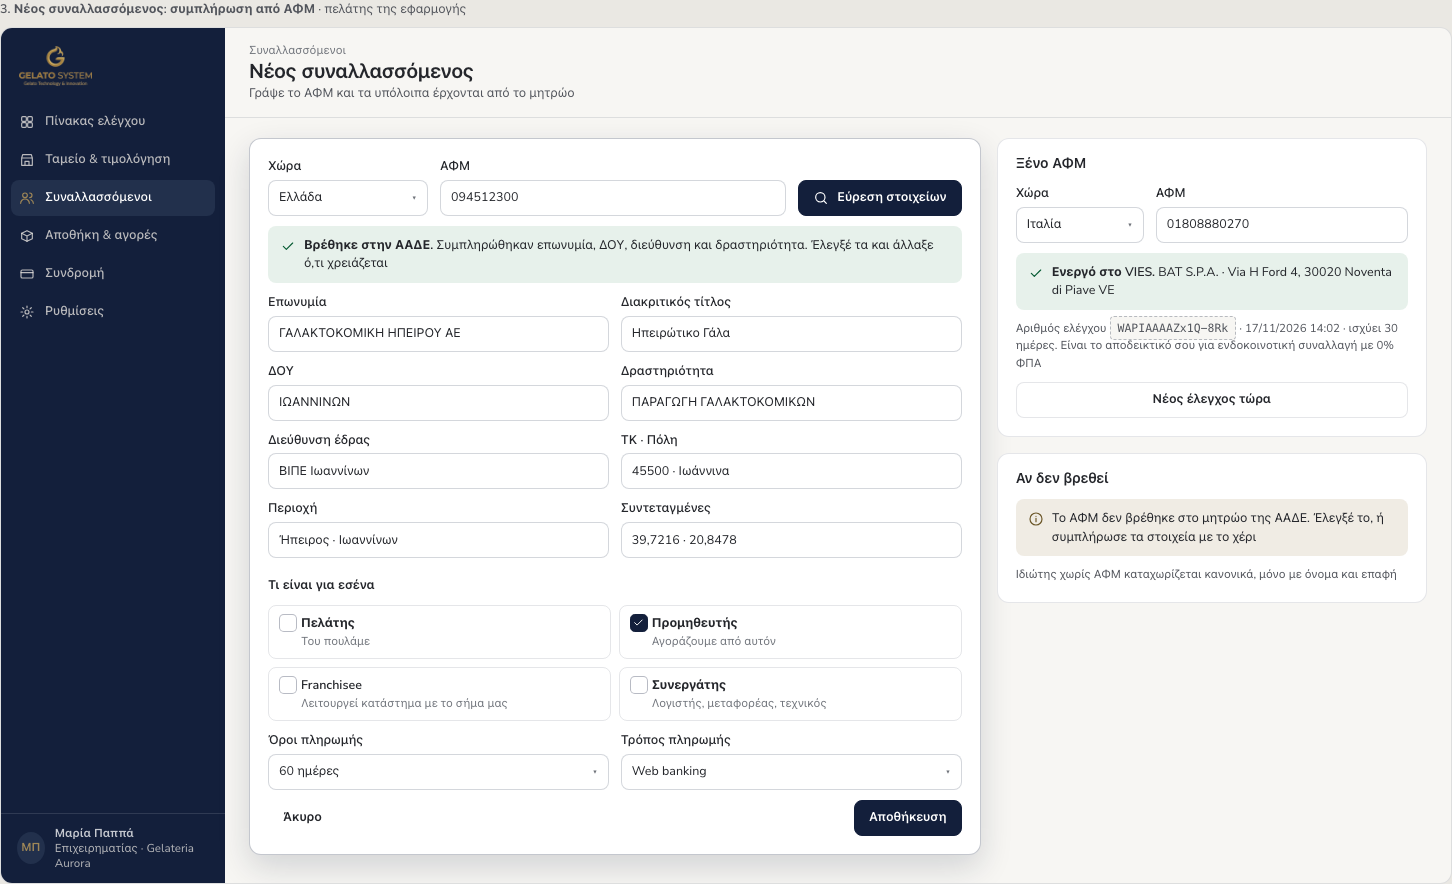 3. Νέος συναλλασσόμενος: συμπλήρωση από ΑΦΜ · πελάτης της εφαρμογής
GELATO SYSTEM
Gelato Technology & Innovation
Πίνακας ελέγχου
Ταμείο & τιμολόγηση
Συναλλασσόμενοι
Αποθήκη & αγορές
Συνδρομή
Ρυθμίσεις
ΜΠ
Μαρία Παππά
Επιχειρηματίας · Gelateria
Aurora
Συναλλασσόμενοι
Νέος συναλλασσόμενος
Γράψε το ΑΦΜ και τα υπόλοιπα έρχονται από το μητρώο
Χώρα
ΑΦΜ
Ελλάδα
094512300
Εύρεση στοιχείων
Βρέθηκε στην ΑΑΔΕ. Συμπληρώθηκαν επωνυμία, ΔΟΥ, διεύθυνση και δραστηριότητα. Έλεγξέ τα και άλλαξε
ό,τι χρειάζεται
Επωνυμία
Διακριτικός τίτλος
ΓΑΛΑΚΤΟΚΟΜΙΚΗ ΗΠΕΙΡΟΥ ΑΕ
Ηπειρώτικο Γάλα
ΔΟΥ
Δραστηριότητα
ΙΩΑΝΝΙΝΩΝ
ΠΑΡΑΓΩΓΗ ΓΑΛΑΚΤΟΚΟΜΙΚΩΝ
Διεύθυνση έδρας
ΤΚ · Πόλη
ΒΙΠΕ Ιωαννίνων
45500 · Ιωάννινα
Περιοχή
Συντεταγμένες
Ήπειρος · Ιωαννίνων
39,7216 · 20,8478
Τι είναι για εσένα
Πελάτης
Του πουλάμε
Προμηθευτής
Αγοράζουμε από αυτόν
Franchisee
Λειτουργεί κατάστημα με το σήμα μας
Συνεργάτης
Λογιστής, μεταφορέας, τεχνικός
Όροι πληρωμής
Τρόπος πληρωμής
60 ημέρες
Web banking
Άκυρο
Αποθήκευση
Ξένο ΑΦΜ
Χώρα
ΑΦΜ
Ιταλία
01808880270
Ενεργό στο VIES. BAT S.P.A. · Via H Ford 4, 30020 Noventa
di Piave VE
Αριθμός ελέγχου WAPIAAAAZx1Q–8Rk · 17/11/2026 14:02 · ισχύει 30
ημέρες. Είναι το αποδεικτικό σου για ενδοκοινοτική συναλλαγή με 0%
ΦΠΑ
Νέος έλεγχος τώρα
Αν δεν βρεθεί
Το ΑΦΜ δεν βρέθηκε στο μητρώο της ΑΑΔΕ. Έλεγξέ το, ή
συμπλήρωσε τα στοιχεία με το χέρι
Ιδιώτης χωρίς ΑΦΜ καταχωρίζεται κανονικά, μόνο με όνομα και επαφή